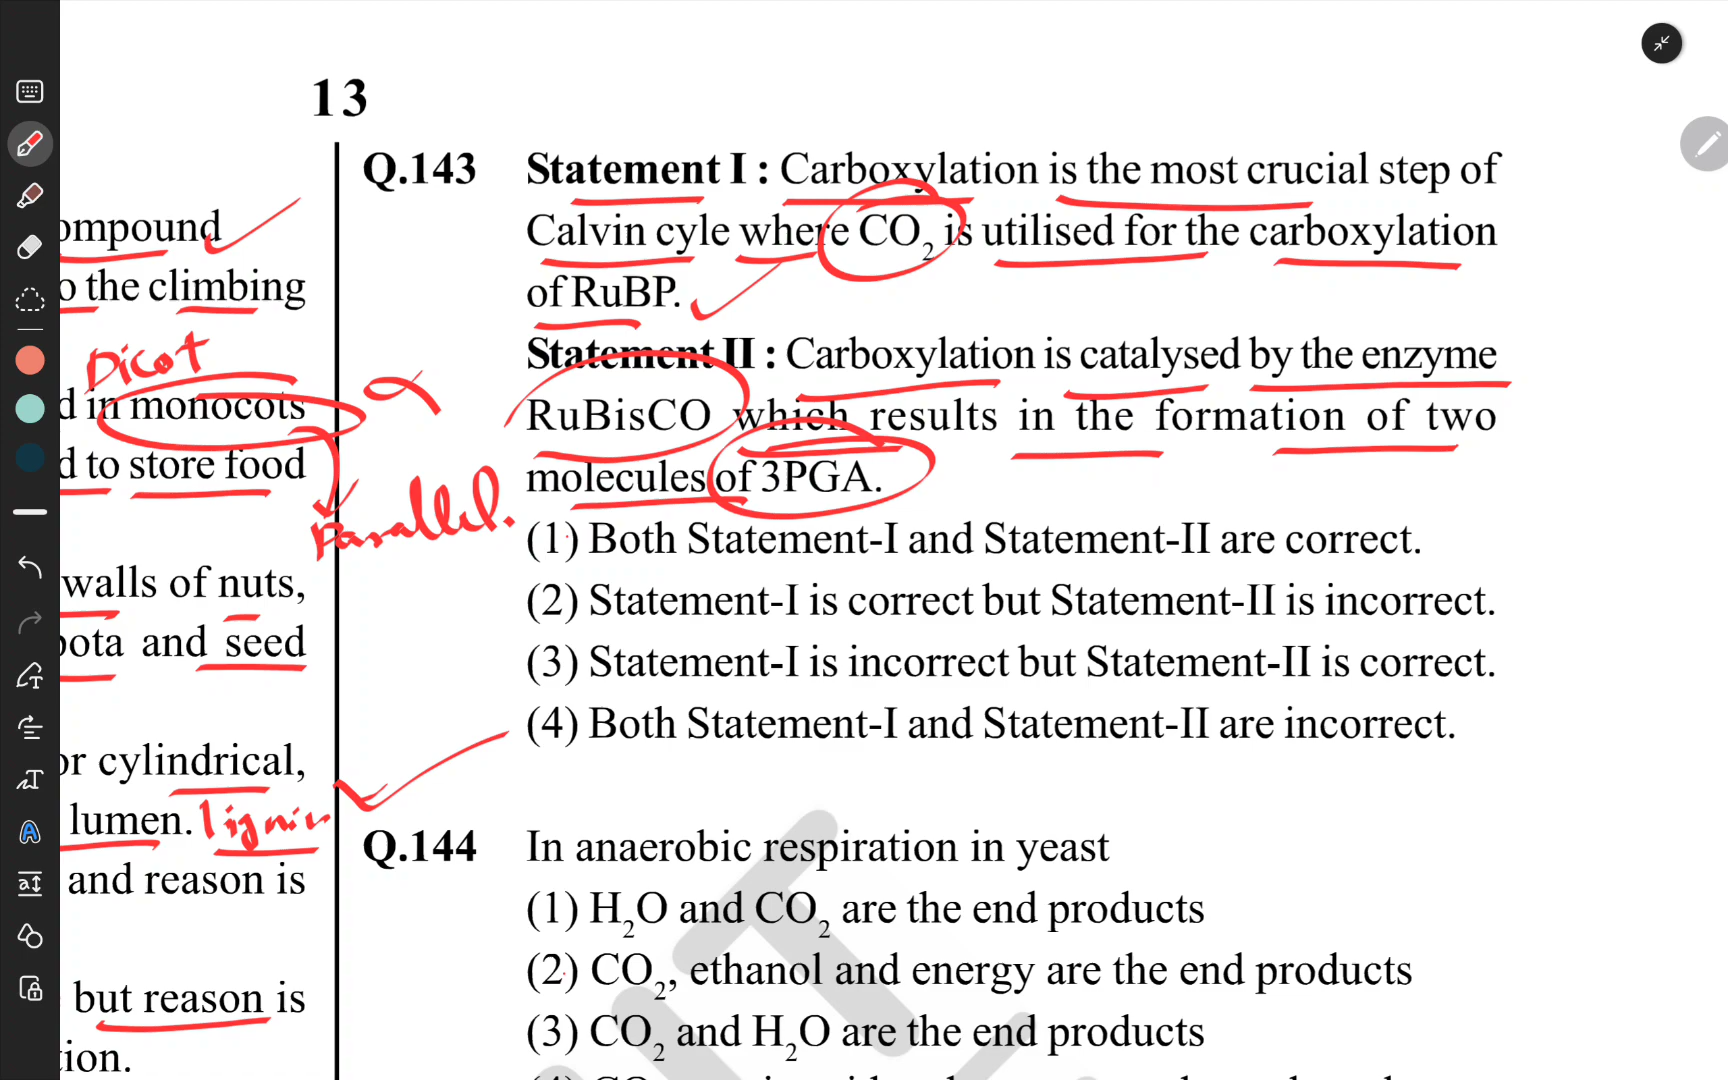 13
ompound
o the climbing
Dicot
d in monocots
d to store food
Parallel.
walls of nuts,
ota and seed
or cylindrical,
lumen. lignin
and reason is
but reason is
tion.
Q.143 Statement I : Carboxylation is the most crucial step of
Calvin cyle where CO₂ is utilised for the carboxylation
of RuBP.
Statement II : Carboxylation is catalysed by the enzyme
RuBisCO which results in the formation of two
molecules of 3PGA.
(1) Both Statement-I and Statement-II are correct.
(2) Statement-I is correct but Statement-II is incorrect.
(3) Statement-I is incorrect but Statement-II is correct.
(4) Both Statement-I and Statement-II are incorrect.
Q.144 In anaerobic respiration in yeast
(1) H₂O and CO₂ are the end products
(2) CO₂, ethanol and energy are the end products
(3) CO₂ and H₂O are the end products